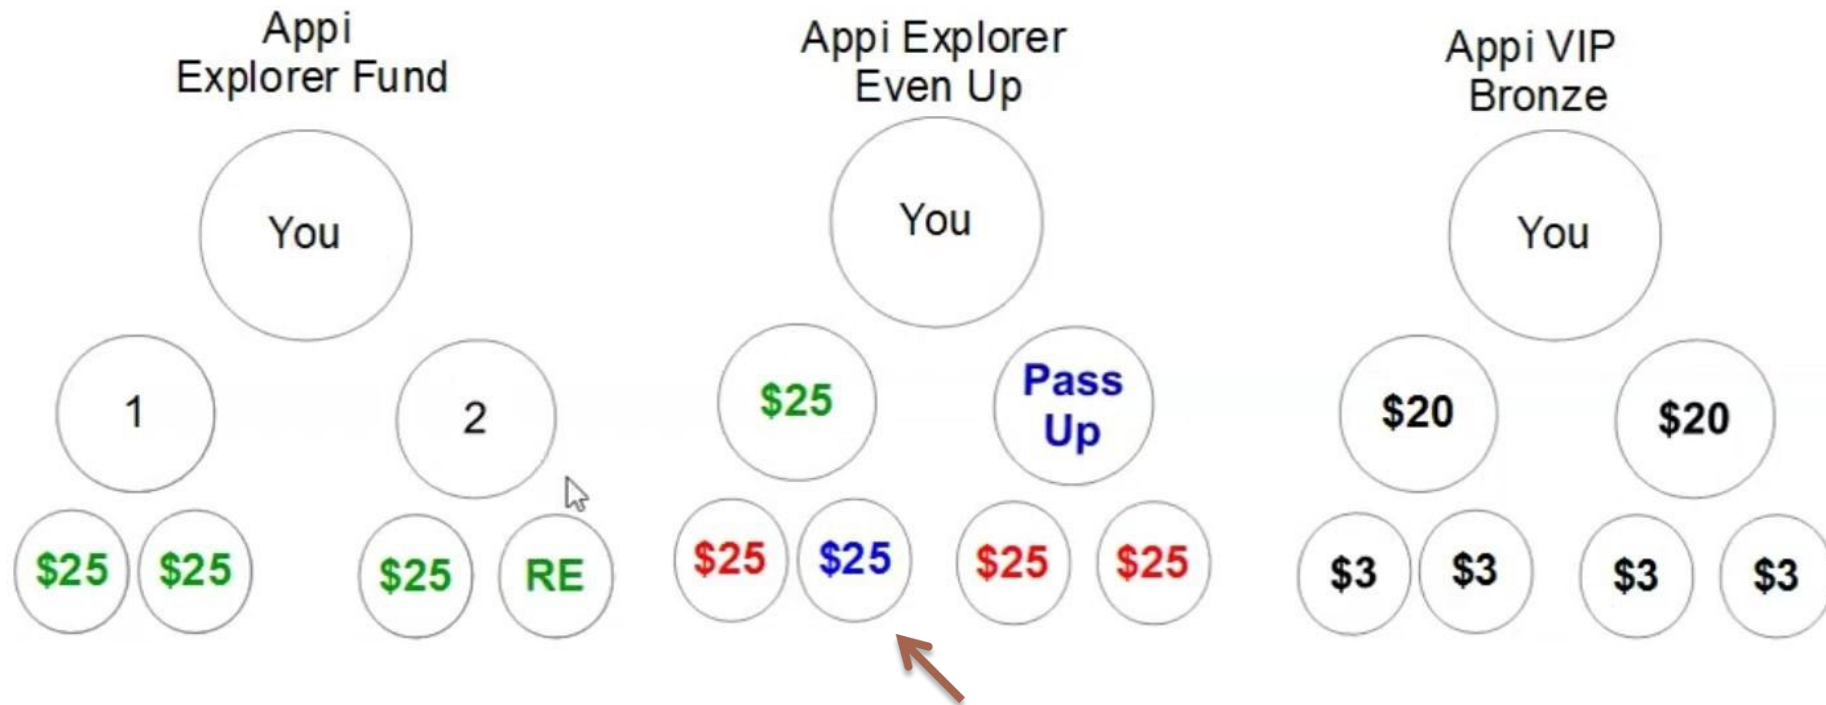 Appi
Explorer Fund
You
1
2
$25
$25
$25
RE
Appi Explorer
Even Up
You
$25
Pass
Up
$25
$25
$25
$25
Appi VIP
Bronze
You
$20
$20
$3
$3
$3
$3